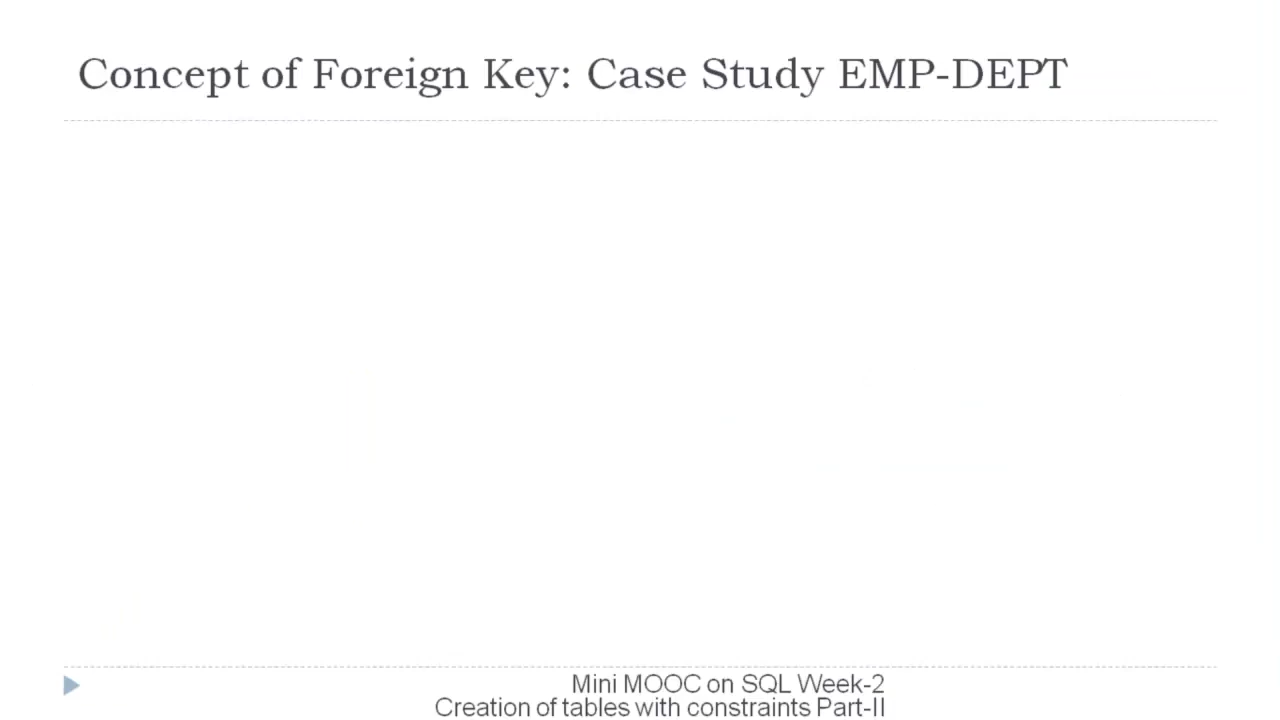 Concept of Foreign Key: Case Study EMP-DEPT
Mini MOOC on SQL Week-2
Creation of tables with constraints Part-II